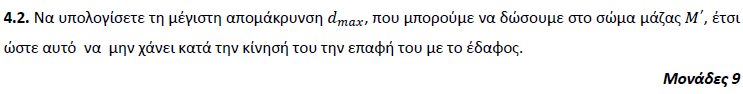 4.2. Να υπολογίσετε τη μέγιστη απομάκρυνση d_max, που μπορούμε να δώσουμε στο σώμα μάζας M′, έτσι
ώστε αυτό να μην χάνει κατά την κίνησή του την επαφή του με το έδαφος.
Μονάδες 9